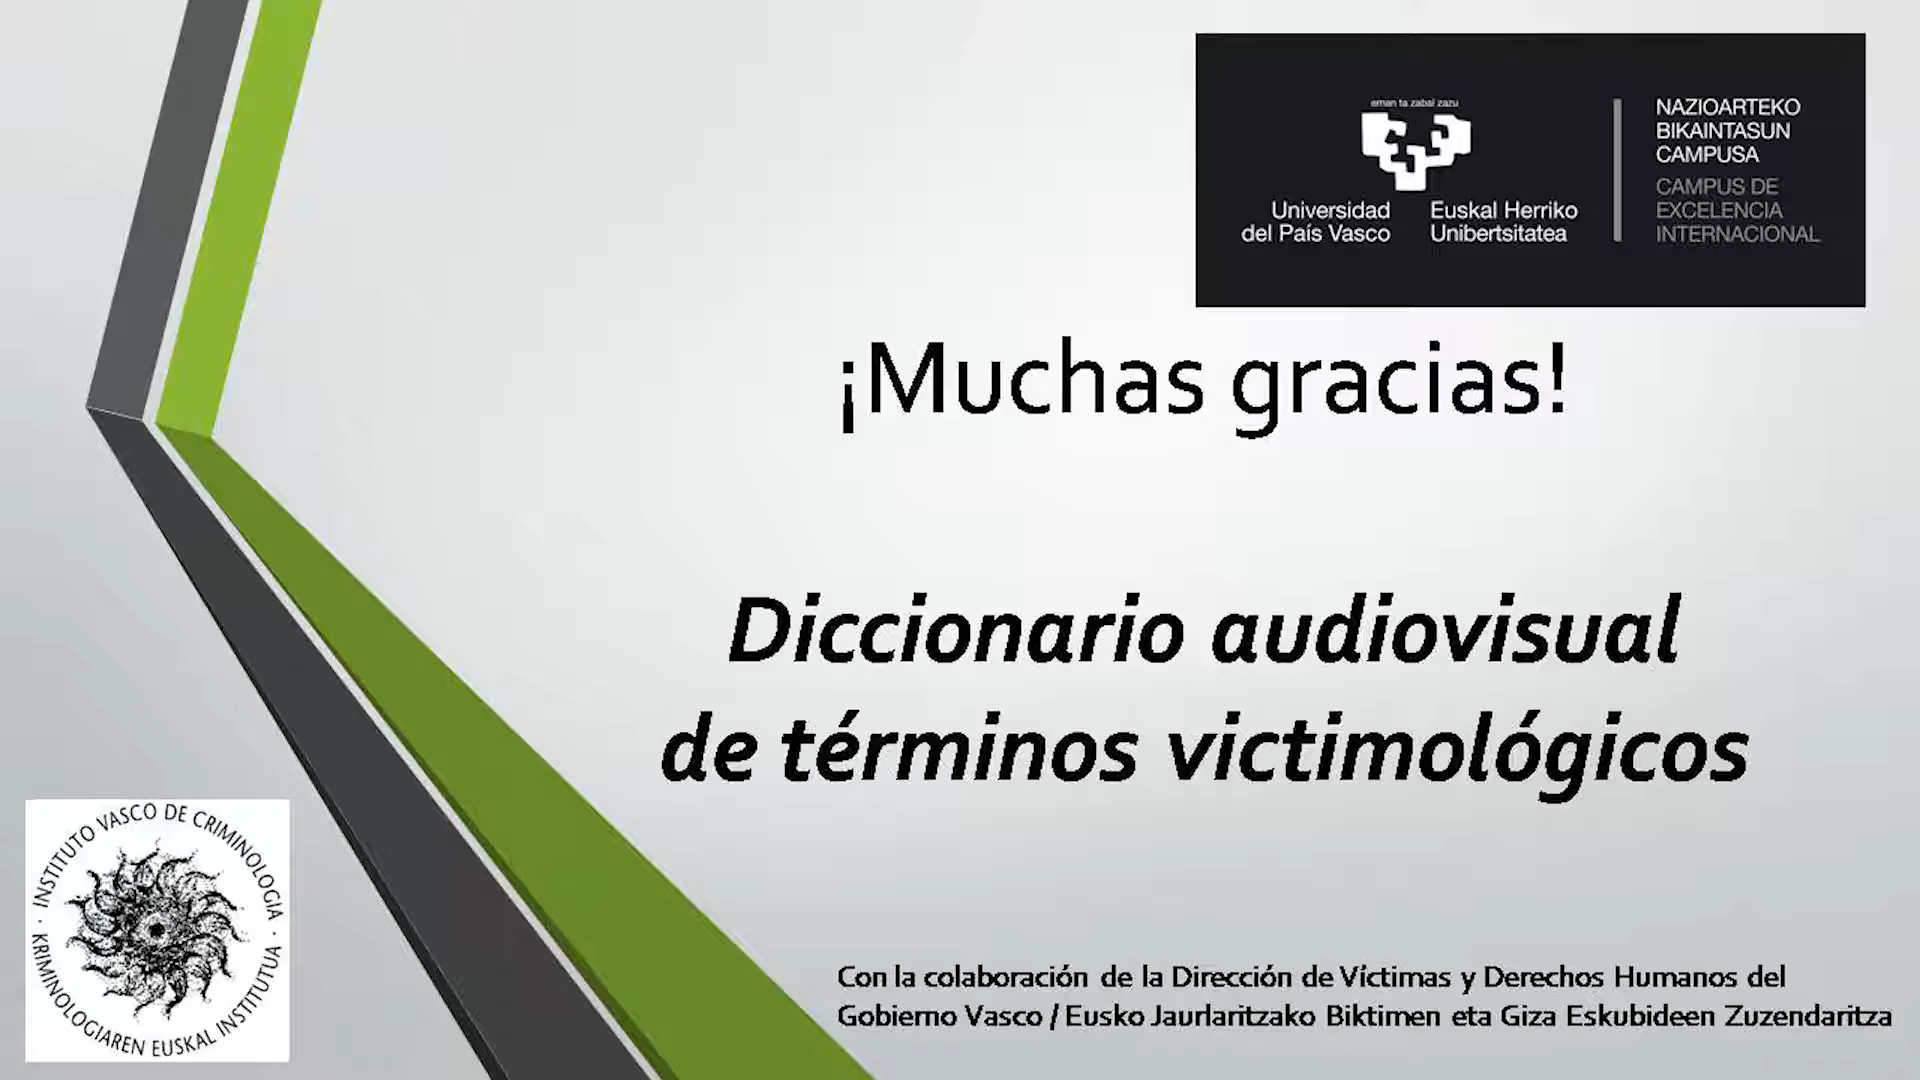 eman ta zabal zazu
Universidad
del País Vasco
Euskal Herriko
Unibertsitatea
NAZIOARTEKO
BIKAINTASUN
CAMPUSA
CAMPUS DE
EXCELENCIA
INTERNACIONAL
¡Muchas gracias!
Diccionario audiovisual
de términos victimológicos
INSTITUTO VASCO DE CRIMINOLOGIA
KRIMINOLOGIAREN EUSKAL INSTITUTUA
Con la colaboración de la Dirección de Víctimas y Derechos Humanos del
Gobierno Vasco / Eusko Jaurlaritzako Biktimen eta Giza Eskubideen Zuzendaritza